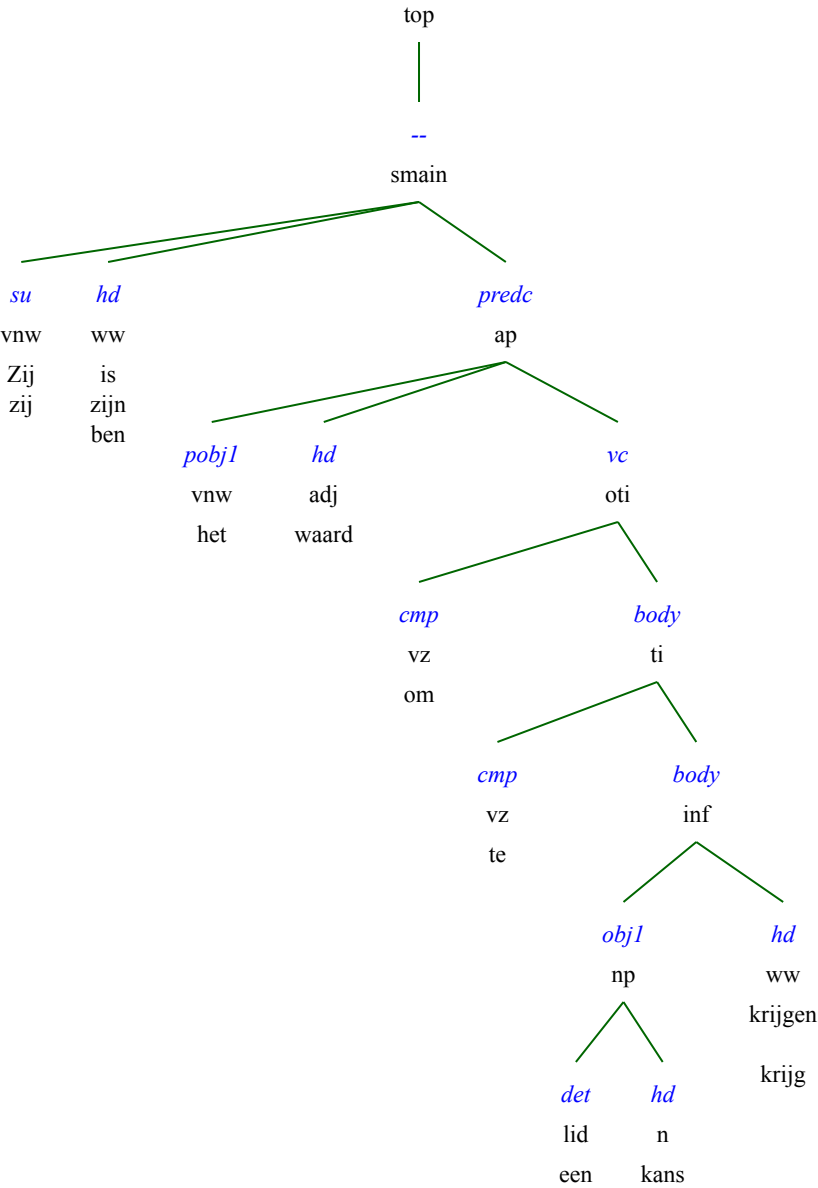 top
--
smain
su hd predc
vnw ww ap
Zij is
zij zijn
ben
pobj1 hd vc
vnw adj oti
het waard
cmp body
vz ti
om
cmp body
vz inf
te
obj1 hd
np ww
krijgen
krijg
det hd
lid n
een kans